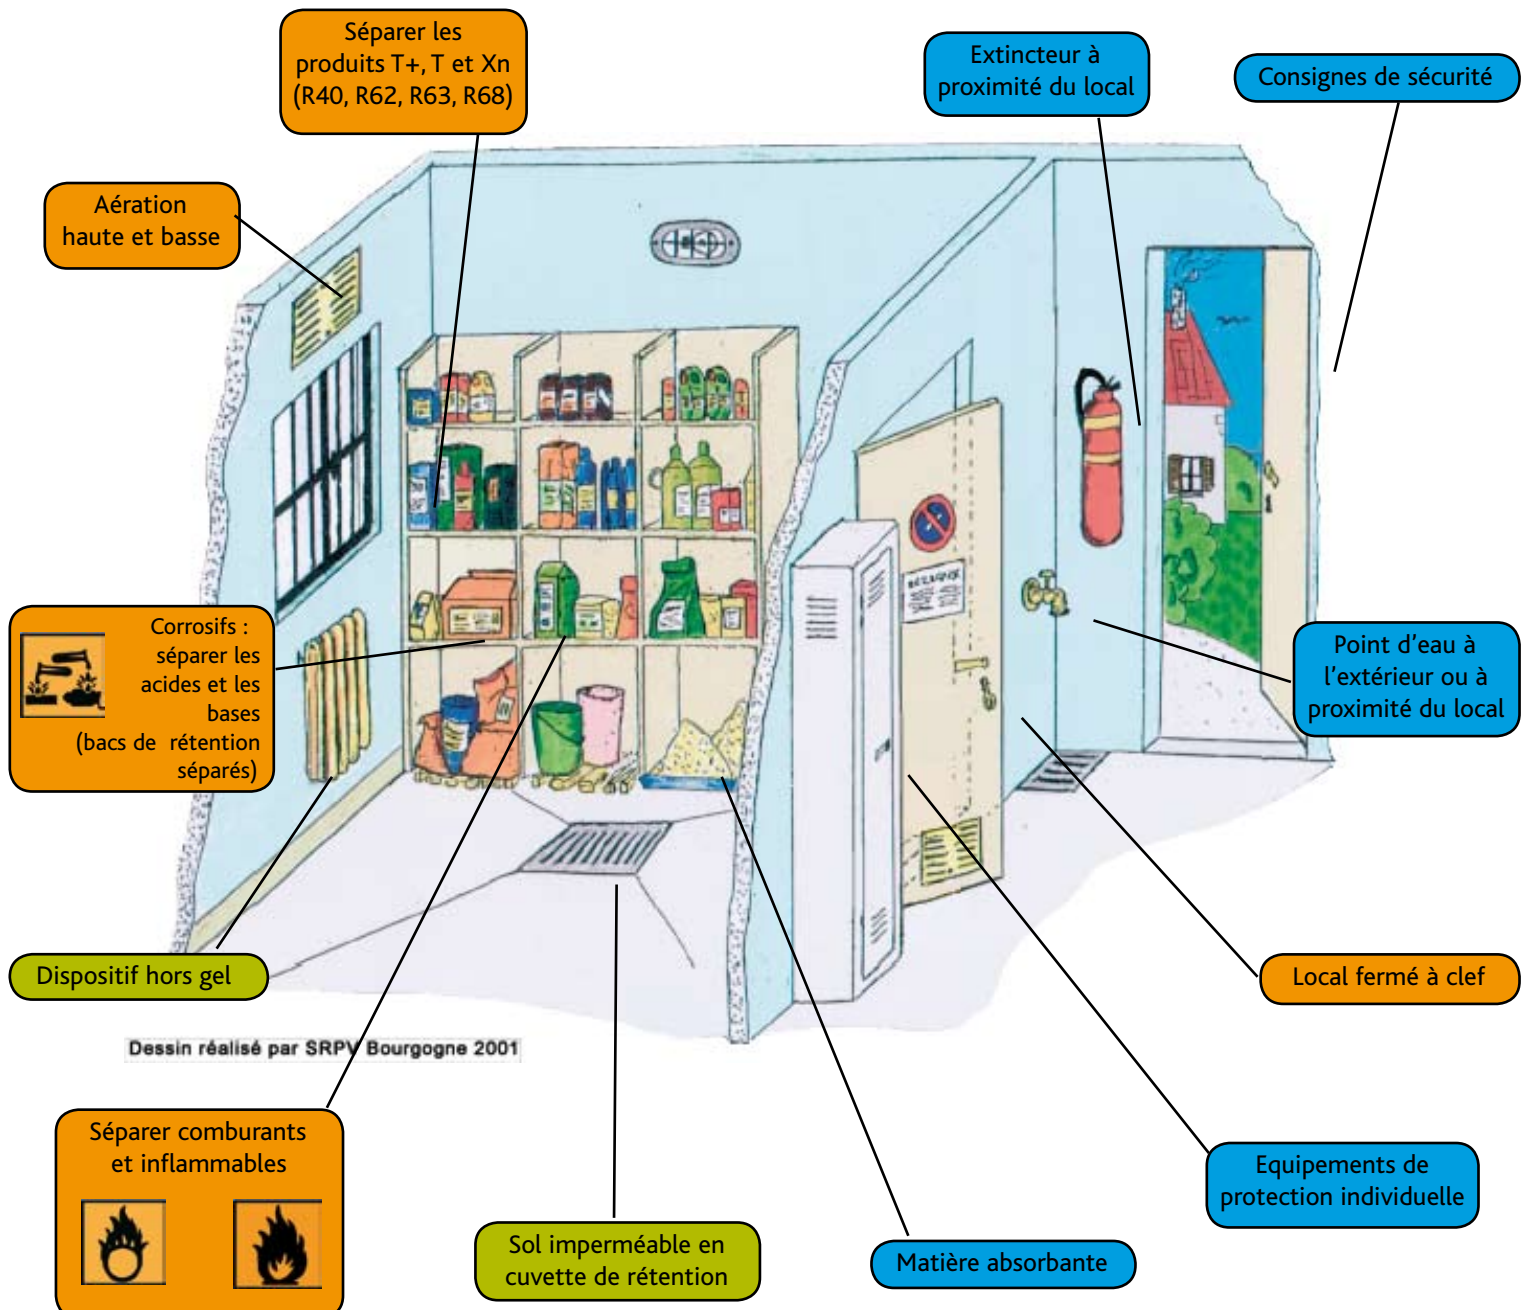 Séparer les
produits T+, T et Xn
(R40, R62, R63, R68)
Extincteur à
proximité du local
Consignes de sécurité
Aération
haute et basse
Corrosifs :
séparer les
acides et les
bases
(bacs de rétention
séparés)
Point d'eau à
l'extérieur ou à
proximité du local
Dispositif hors gel
Local fermé à clef
Dessin réalisé par SRPV Bourgogne 2001
Séparer comburants
et inflammables
Equipements de
protection individuelle
Sol imperméable en
cuvette de rétention
Matière absorbante